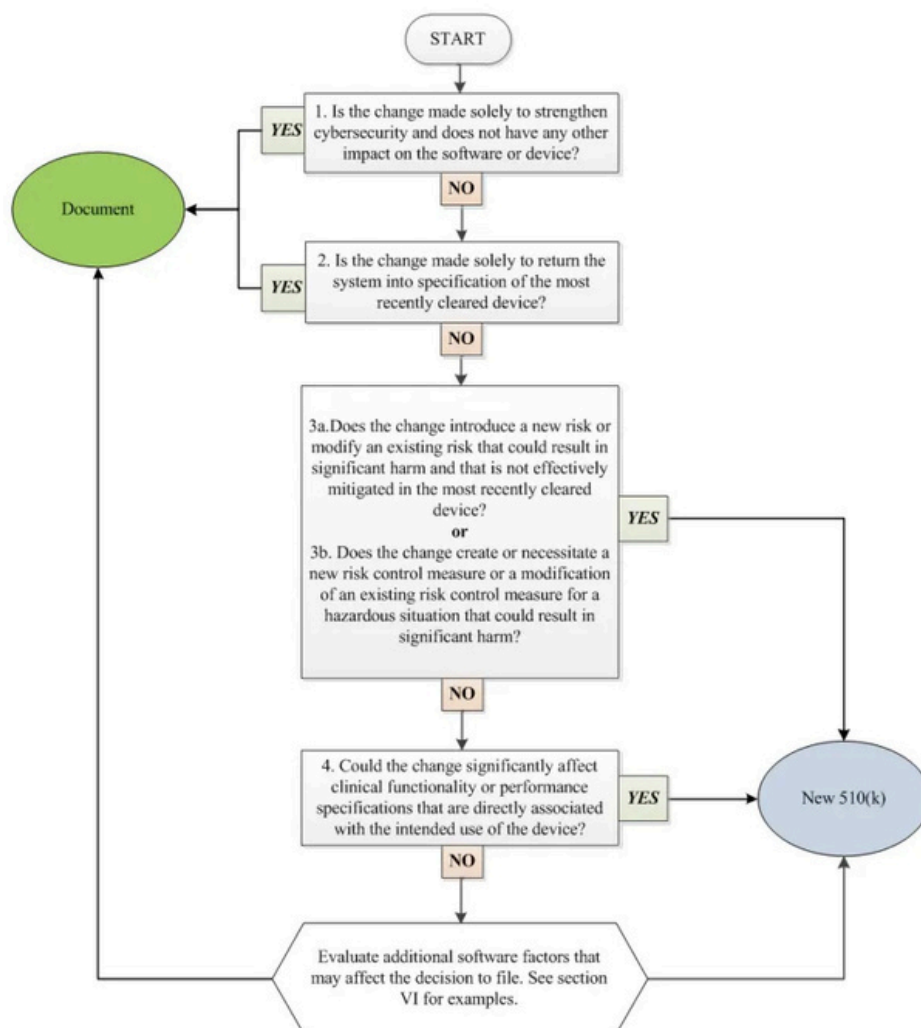 START
1. Is the change made solely to strengthen
cybersecurity and does not have any other
impact on the software or device?
YES
NO
Document
2. Is the change made solely to return the
system into specification of the most
recently cleared device?
YES
NO
3a.Does the change introduce a new risk or
modify an existing risk that could result in
significant harm and that is not effectively
mitigated in the most recently cleared
device?
or
3b. Does the change create or necessitate a
new risk control measure or a modification
of an existing risk control measure for a
hazardous situation that could result in
significant harm?
YES
NO
4. Could the change significantly affect
clinical functionality or performance
specifications that are directly associated
with the intended use of the device?
YES
New 510(k)
NO
Evaluate additional software factors that
may affect the decision to file. See section
VI for examples.